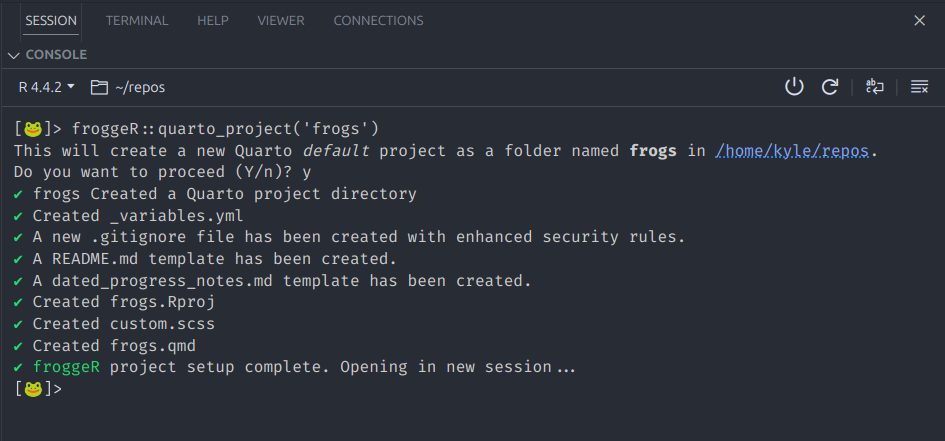 SESSION TERMINAL HELP VIEWER CONNECTIONS
CONSOLE
R 4.4.2 ~/repos
[🐸]> froggeR::quarto_project('frogs')
This will create a new Quarto default project as a folder named frogs in /home/kyle/repos.
Do you want to proceed (Y/n)? y
✔ frogs Created a Quarto project directory
✔ Created _variables.yml
✔ A new .gitignore file has been created with enhanced security rules.
✔ A README.md template has been created.
✔ A dated_progress_notes.md template has been created.
✔ Created frogs.Rproj
✔ Created custom.scss
✔ Created frogs.qmd
✔ froggeR project setup complete. Opening in new session...
[🐸]>